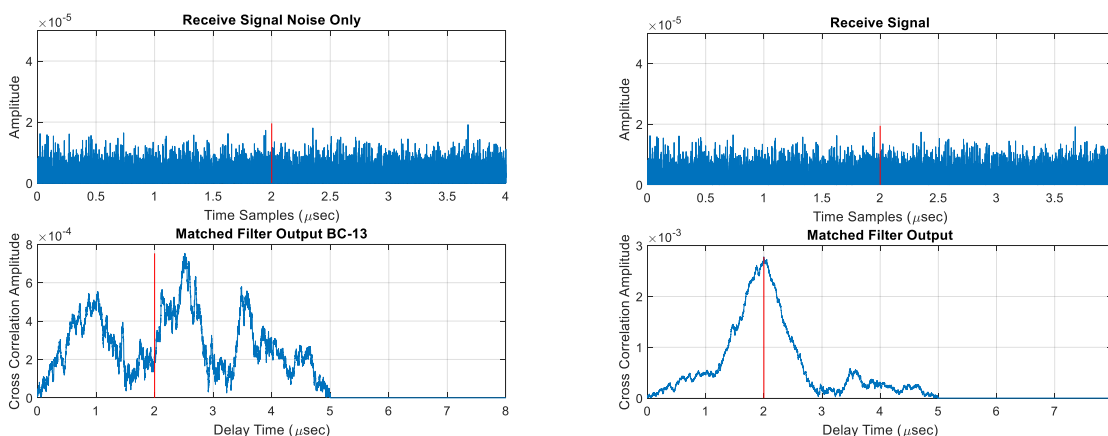 Receive Signal Noise Only
×10-5
Amplitude
4
2
0
0 0.5 1 1.5 2 2.5 3 3.5 4
Time Samples (μsec)
Matched Filter Output BC-13
×10-4
Cross Correlation Amplitude
8
6
4
2
0
0 1 2 3 4 5 6 7 8
Delay Time (μsec)
Receive Signal
×10-5
Amplitude
4
2
0
0 0.5 1 1.5 2 2.5 3 3.5
Time Samples (μsec)
Matched Filter Output
×10-3
Cross Correlation Amplitude
3
2
1
0
0 1 2 3 4 5 6 7
Delay Time (μsec)